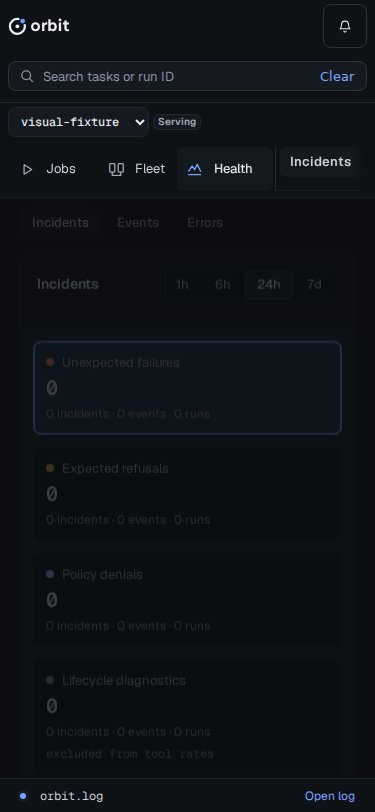 orbit
Search tasks or run ID Clear
visual-fixture Serving
Jobs Fleet Health Incidents
Incidents Events Errors
Incidents 1h 6h 24h 7d
Unexpected failures
0
0 incidents · 0 events · 0 runs
Expected refusals
0
0 incidents · 0 events · 0 runs
Policy denials
0
0 incidents · 0 events · 0 runs
Lifecycle diagnostics
0
0 incidents · 0 events · 0 runs
excluded from tool rates
orbit.log Open log